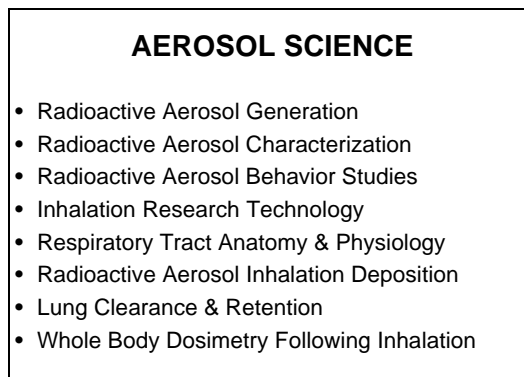 AEROSOL SCIENCE
• Radioactive Aerosol Generation
• Radioactive Aerosol Characterization
• Radioactive Aerosol Behavior Studies
• Inhalation Research Technology
• Respiratory Tract Anatomy & Physiology
• Radioactive Aerosol Inhalation Deposition
• Lung Clearance & Retention
• Whole Body Dosimetry Following Inhalation